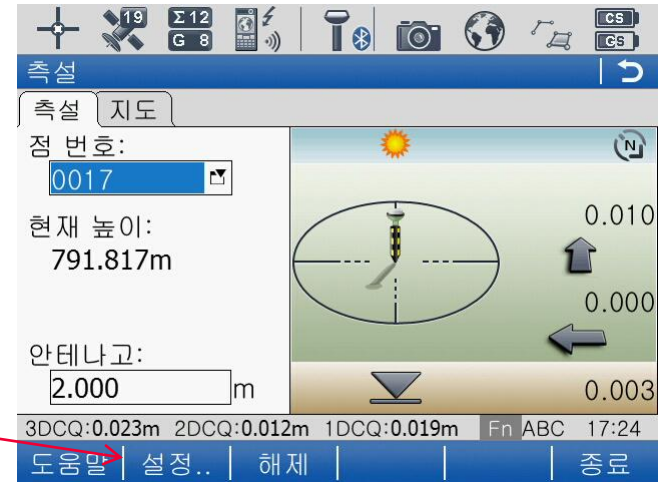 19 Σ12 CS
G 8 GS
측설
측설 지도
점 번호:
0017
N
현재 높이:
791.817m
0.010
0.000
안테나고:
2.000 m
0.003
3DCQ:0.023m 2DCQ:0.012m 1DCQ:0.019m Fn ABC 17:24
도움말 설정.. 해제 종료